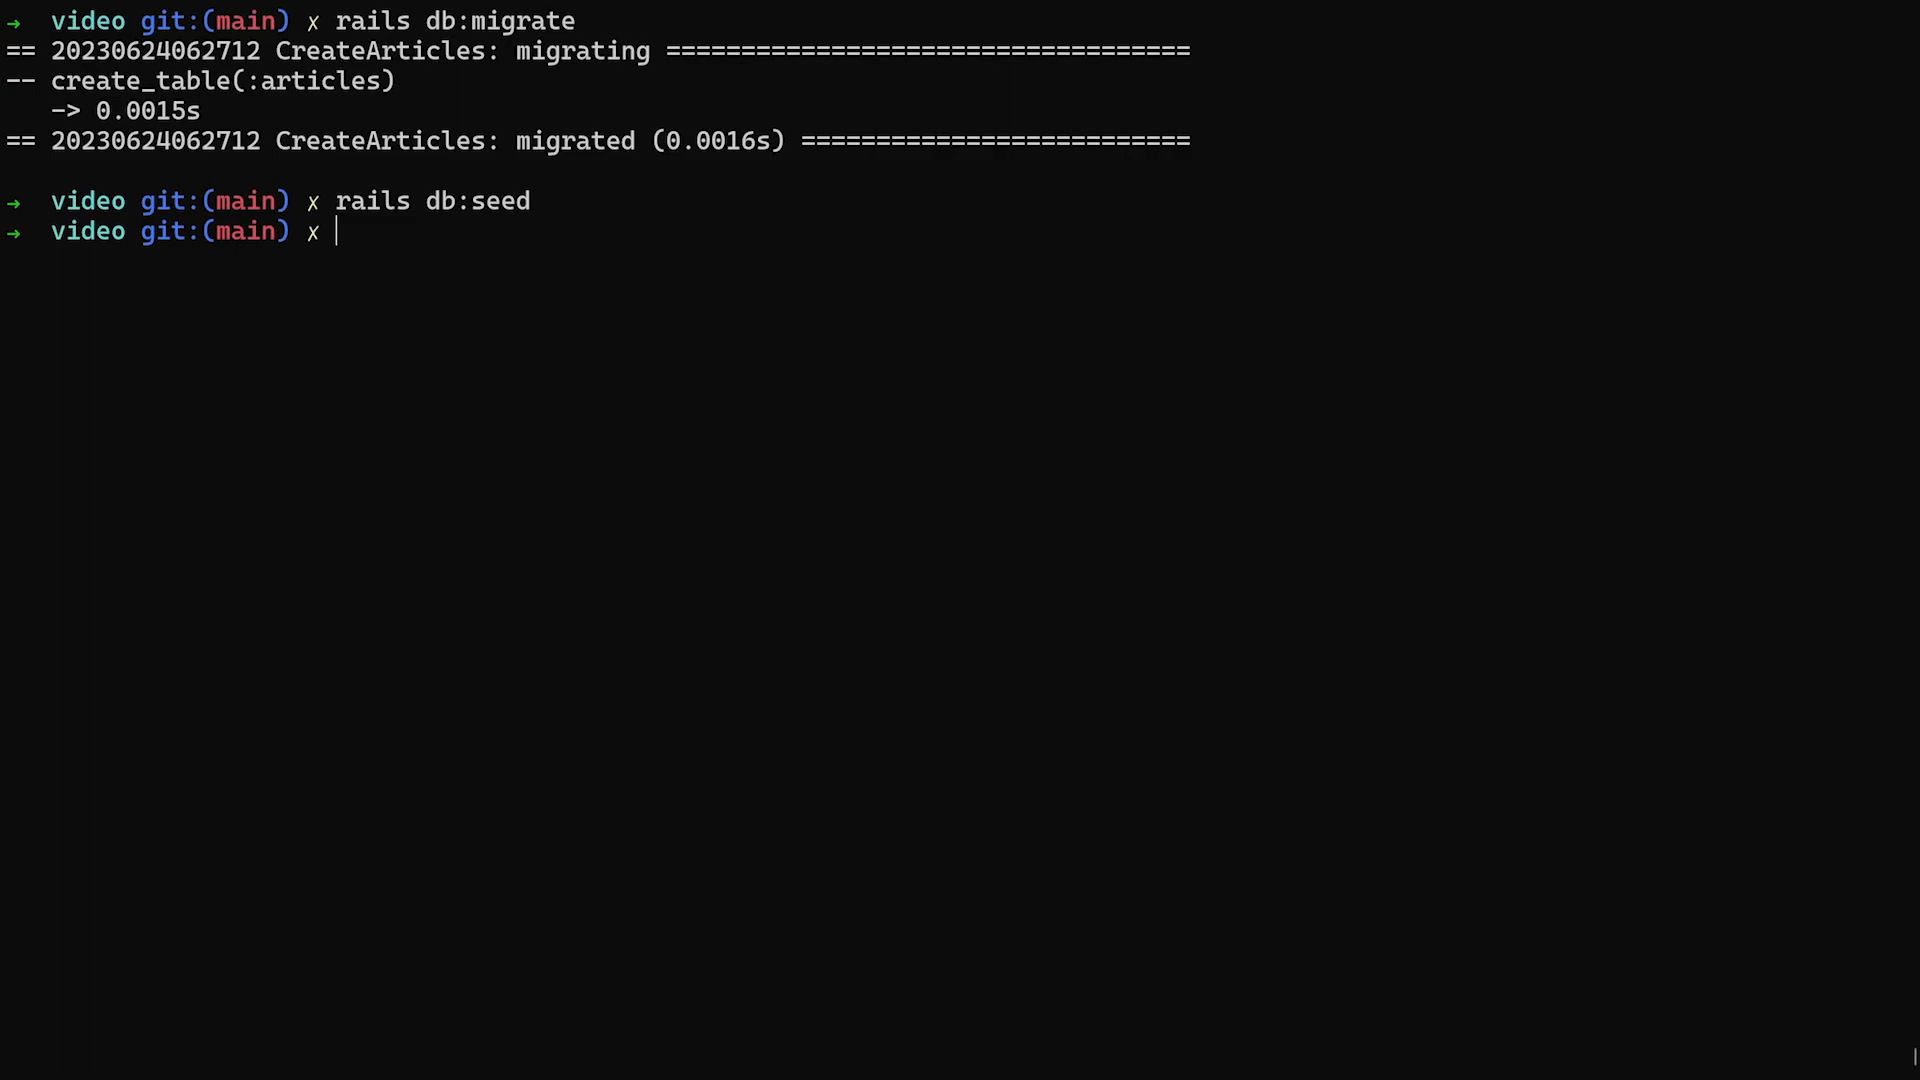 → video git:(main) ✗ rails db:migrate
== 20230624062712 CreateArticles: migrating ===================================
-- create_table(:articles)
   -> 0.0015s
== 20230624062712 CreateArticles: migrated (0.0016s) ==========================
→ video git:(main) ✗ rails db:seed
→ video git:(main) ✗